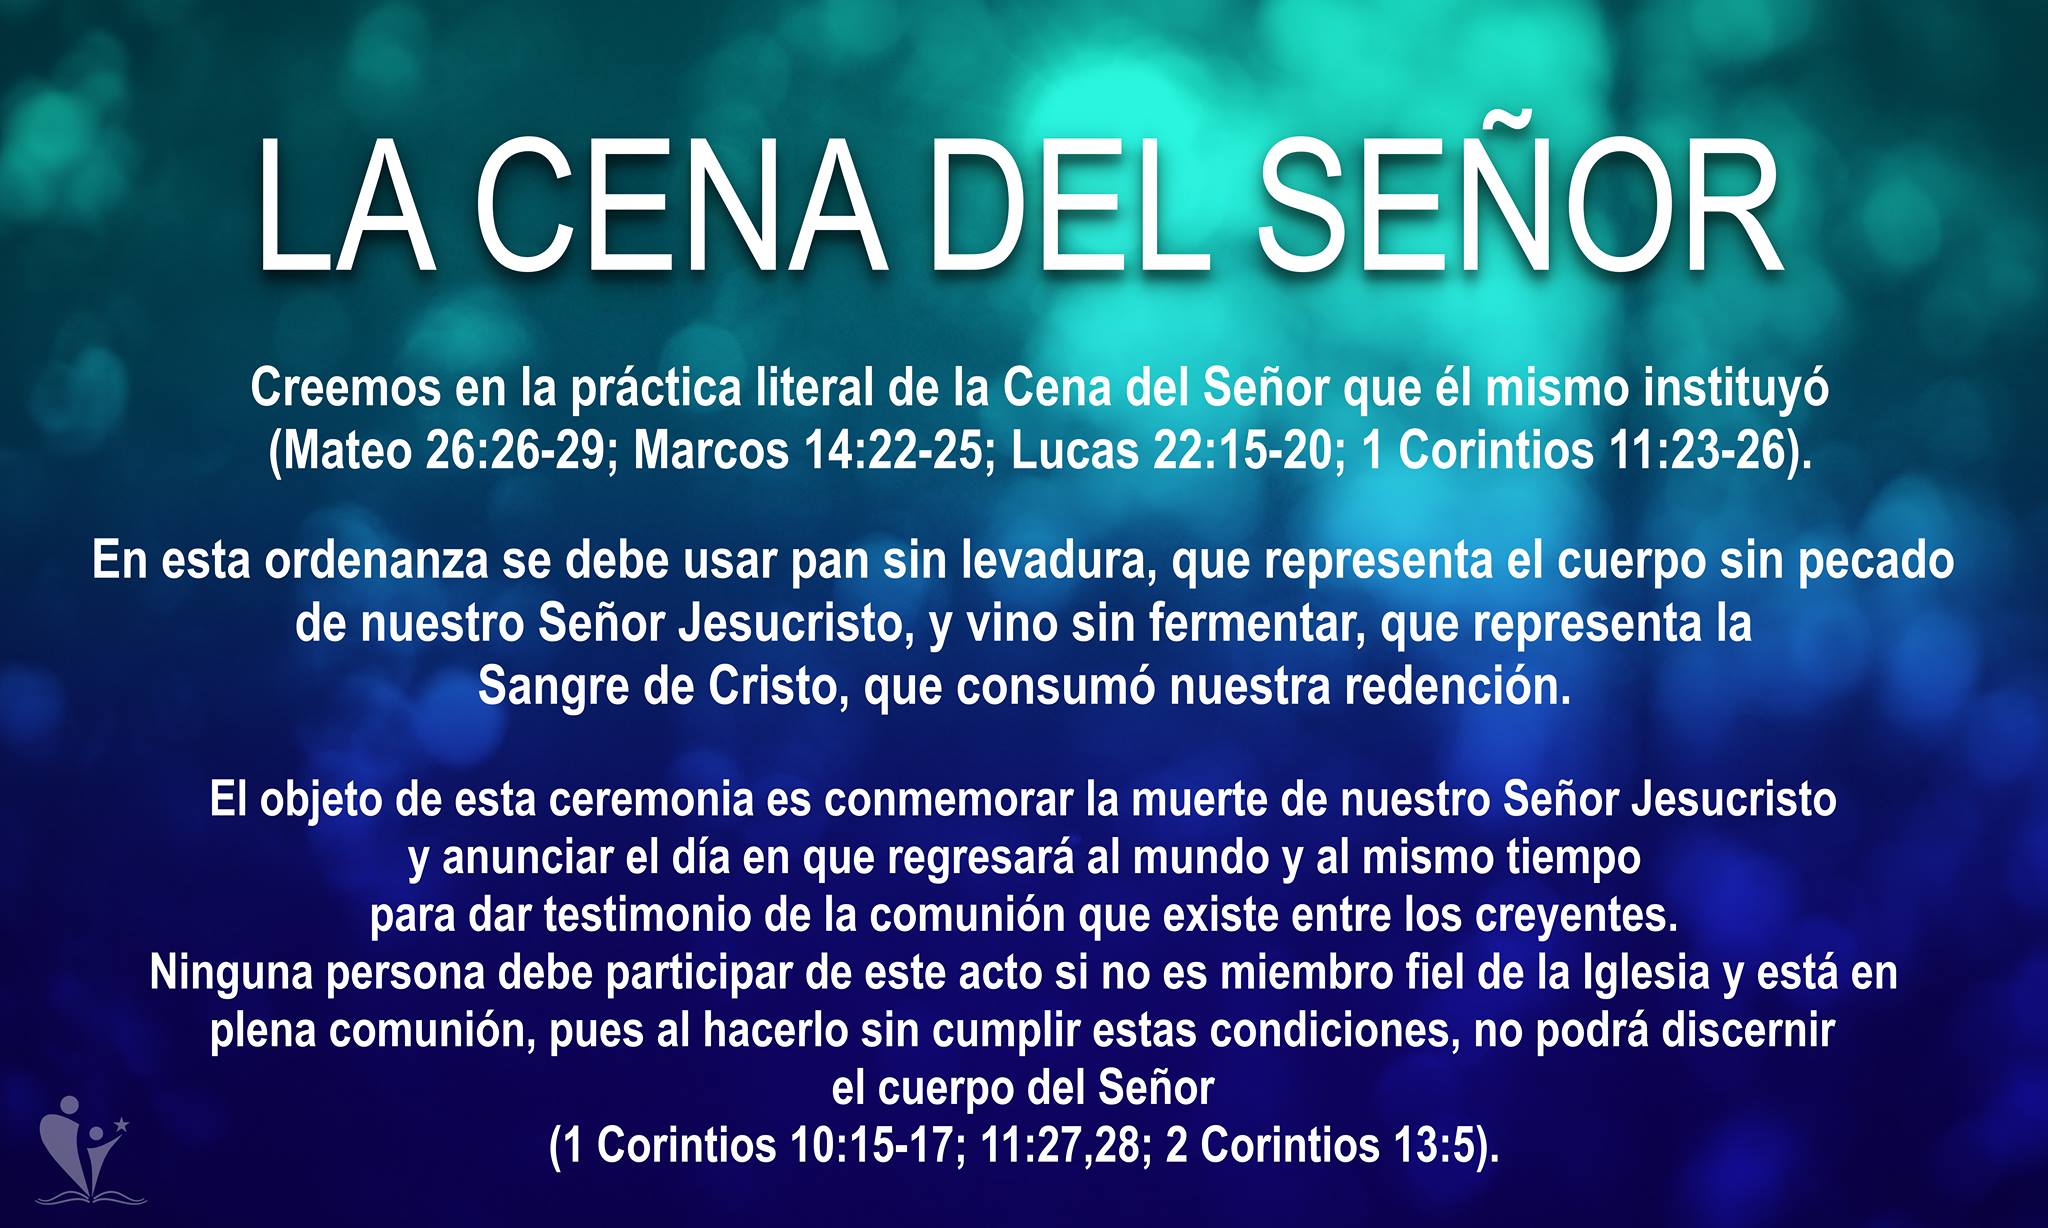 LA CENA DEL SEÑOR
Creemos en la práctica literal de la Cena del Señor que él mismo instituyó
(Mateo 26:26-29; Marcos 14:22-25; Lucas 22:15-20; 1 Corintios 11:23-26).
En esta ordenanza se debe usar pan sin levadura, que representa el cuerpo sin pecado
de nuestro Señor Jesucristo, y vino sin fermentar, que representa la
Sangre de Cristo, que consumó nuestra redención.
El objeto de esta ceremonia es conmemorar la muerte de nuestro Señor Jesucristo
y anunciar el día en que regresará al mundo y al mismo tiempo
para dar testimonio de la comunión que existe entre los creyentes.
Ninguna persona debe participar de este acto si no es miembro fiel de la Iglesia y está en
plena comunión, pues al hacerlo sin cumplir estas condiciones, no podrá discernir
el cuerpo del Señor
(1 Corintios 10:15-17; 11:27,28; 2 Corintios 13:5).